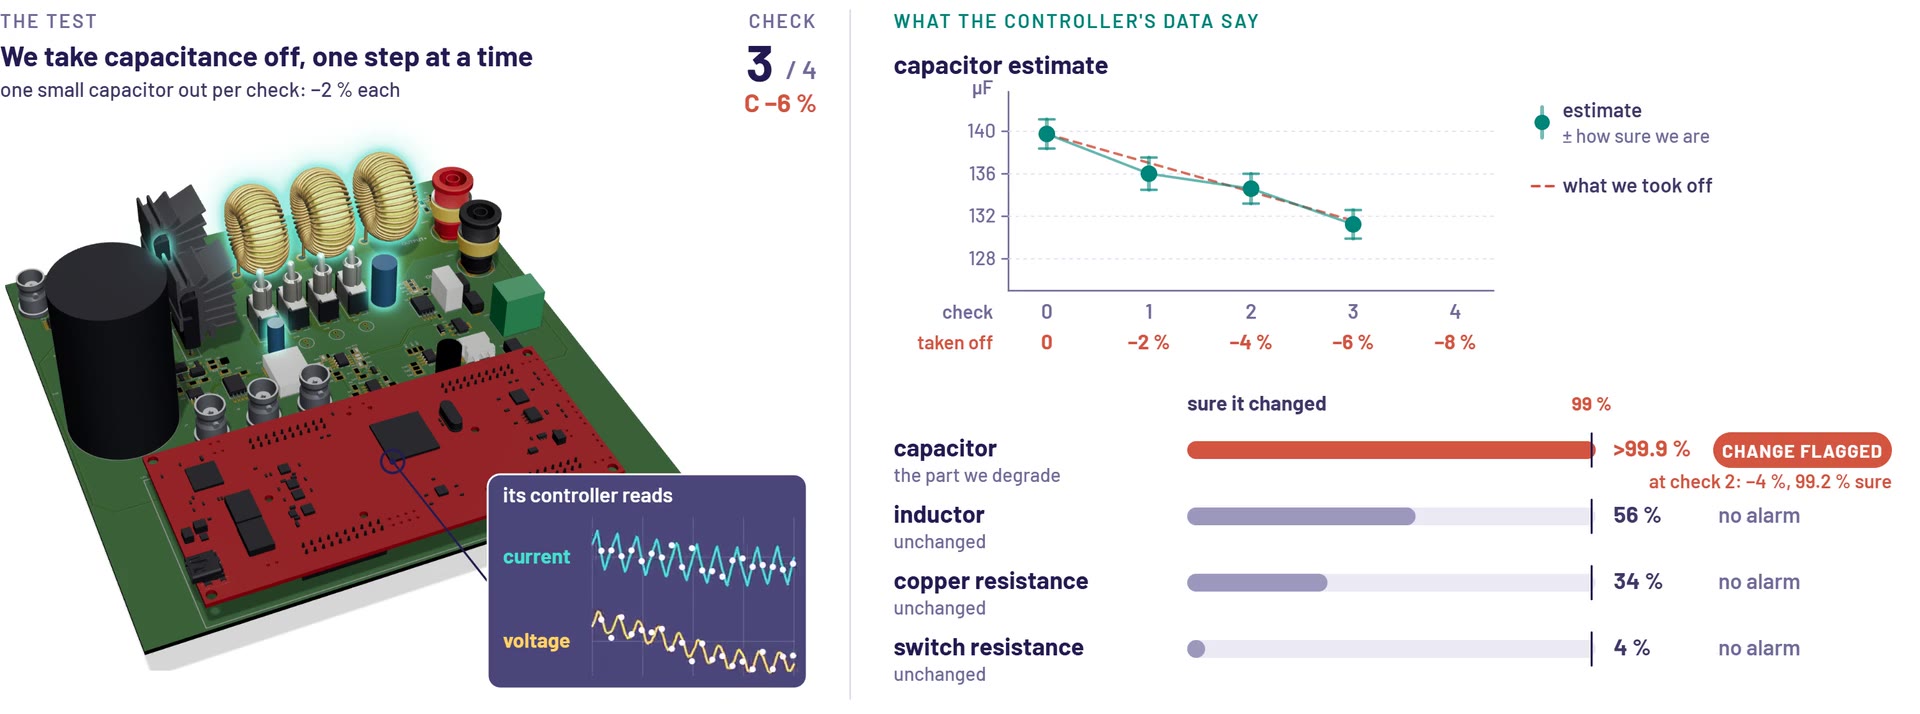 THE TEST
We take capacitance off, one step at a time
one small capacitor out per check: −2 % each
CHECK
3 / 4
C −6 %
its controller reads
current
voltage
WHAT THE CONTROLLER'S DATA SAY
capacitor estimate
µF
140
136
132
128
check 0 1 2 3 4
taken off 0 −2 % −4 % −6 % −8 %
estimate
± how sure we are
what we took off
sure it changed 99 %
capacitor >99.9 % CHANGE FLAGGED
the part we degrade at check 2: −4 %, 99.2 % sure
inductor 56 % no alarm
unchanged
copper resistance 34 % no alarm
unchanged
switch resistance 4 % no alarm
unchanged